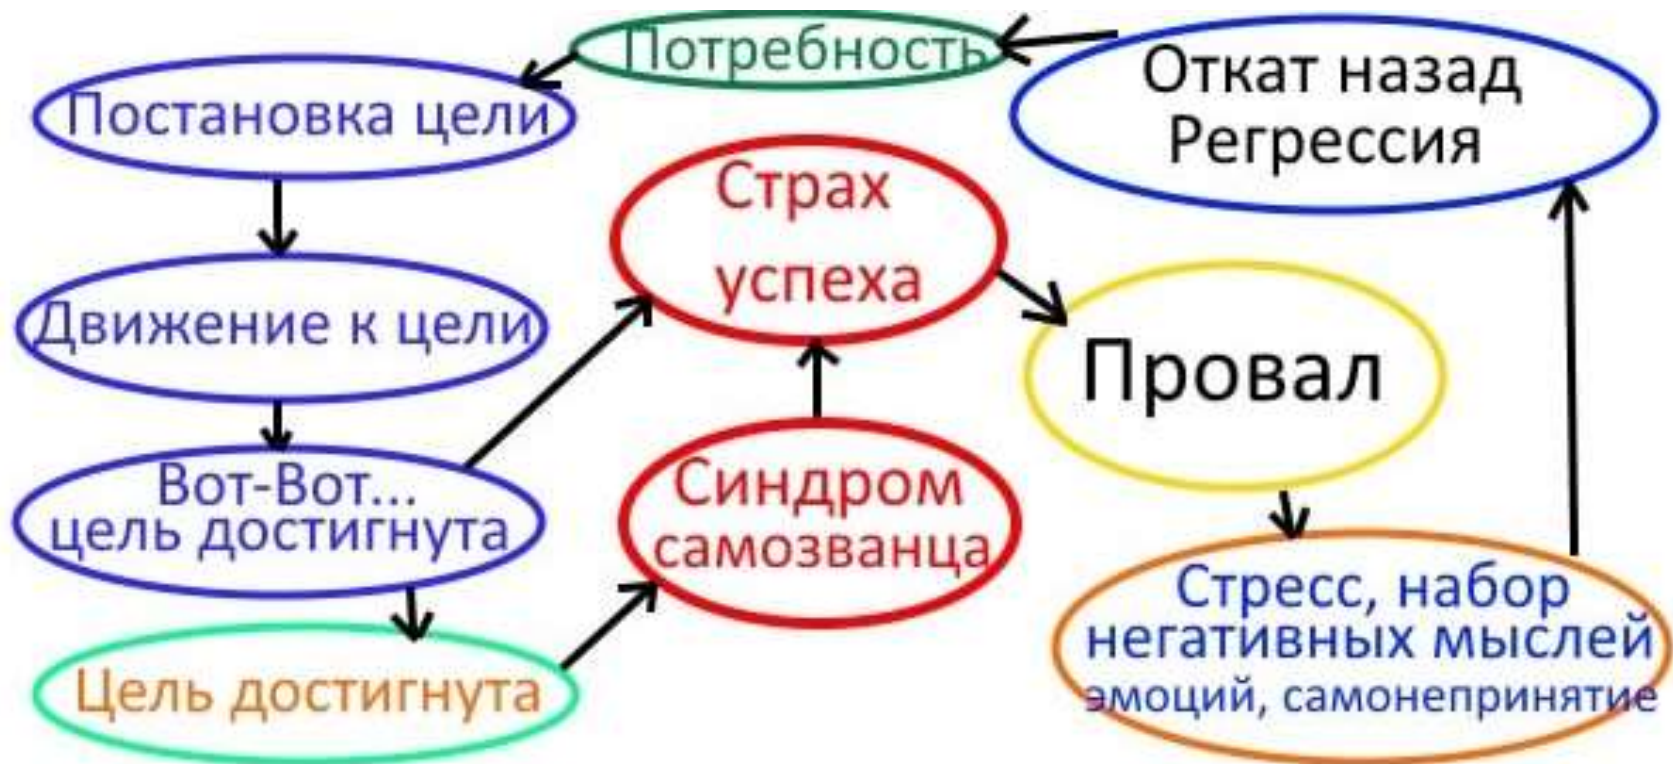 Потребность
Откат назад
Регрессия
Постановка цели
Страх
успеха
Движение к цели
Провал
Вот-Вот...
цель достигнута
Синдром
самозванца
Стресс, набор
негативных мыслей
эмоций, самонепринятие
Цель достигнута